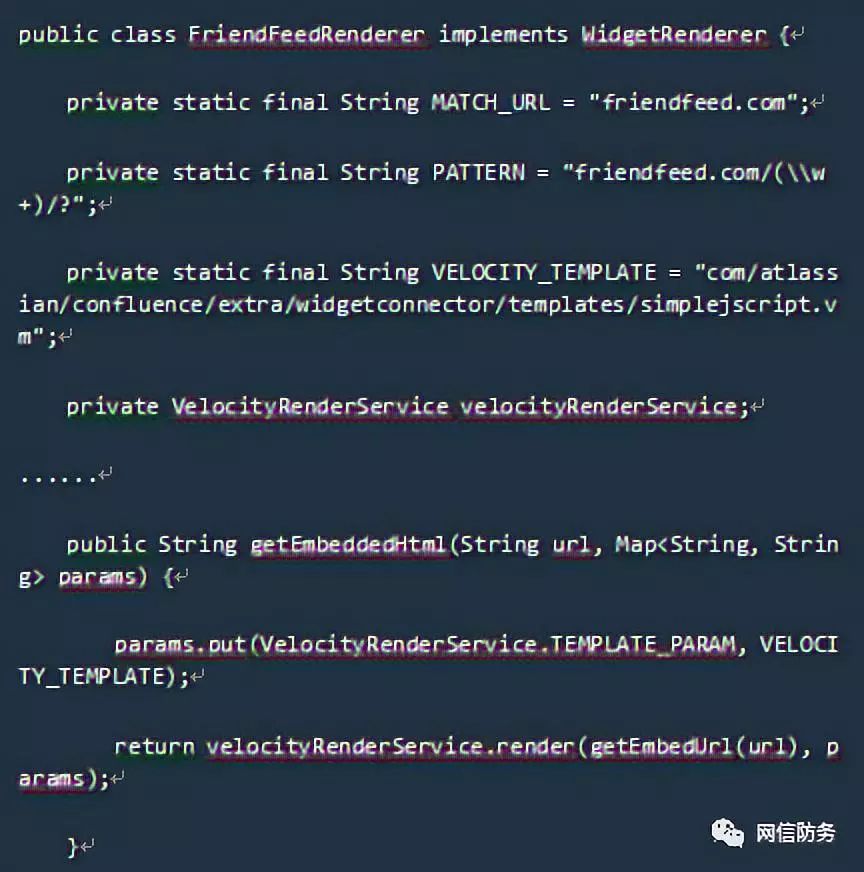 public class FriendFeedRenderer implements WidgetRenderer {↵
private static final String MATCH_URL = "friendfeed.com";↵
private static final String PATTERN = "friendfeed.com/(\\w
+)/?";↵
private static final String VELOCITY_TEMPLATE = "com/atlass
ian/confluence/extra/widgetconnector/templates/simplejscript.v
m";↵
private VelocityRenderService velocityRenderService;↵
......↵
public String getEmbeddedHtml(String url, Map<String, Strin
g> params) {↵
params.put(VelocityRenderService.TEMPLATE_PARAM, VELOCI
TY_TEMPLATE);↵
return velocityRenderService.render(getEmbedUrl(url), p
arams);↵
}↵
网信防务